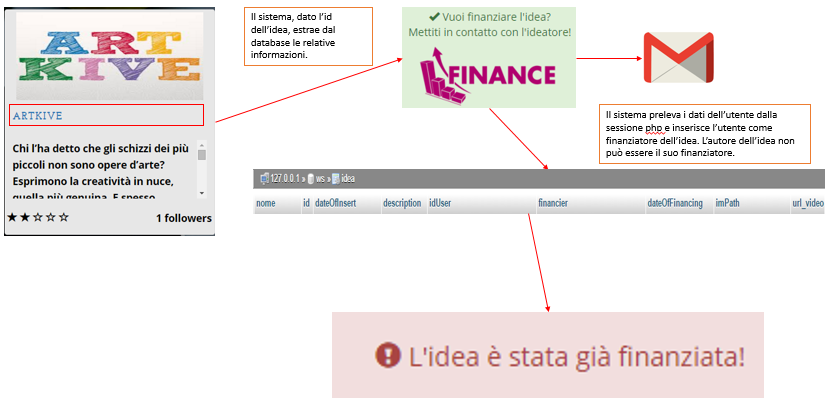 ART
KIVE
ARTKIVE
Chi l'ha detto che gli schizzi dei più
piccoli non sono opere d'arte?
Esprimono la creatività in nuce,
quella più genuina. E spesso
1 followers
Il sistema, dato l'id
dell'idea, estrae dal
database le relative
informazioni.
Vuoi finanziare l'idea?
Mettiti in contatto con l'ideatore!
FINANCE
Il sistema preleva i dati dell'utente dalla
sessione php e inserisce l'utente come
finanziatore dell'idea. L'autore dell'idea non
può essere il suo finanziatore.
127.0.0.1 » ws » idea
nome id dateOfInsert description idUser financier dateOfFinancing imPath url_video
L'idea è stata già finanziata!